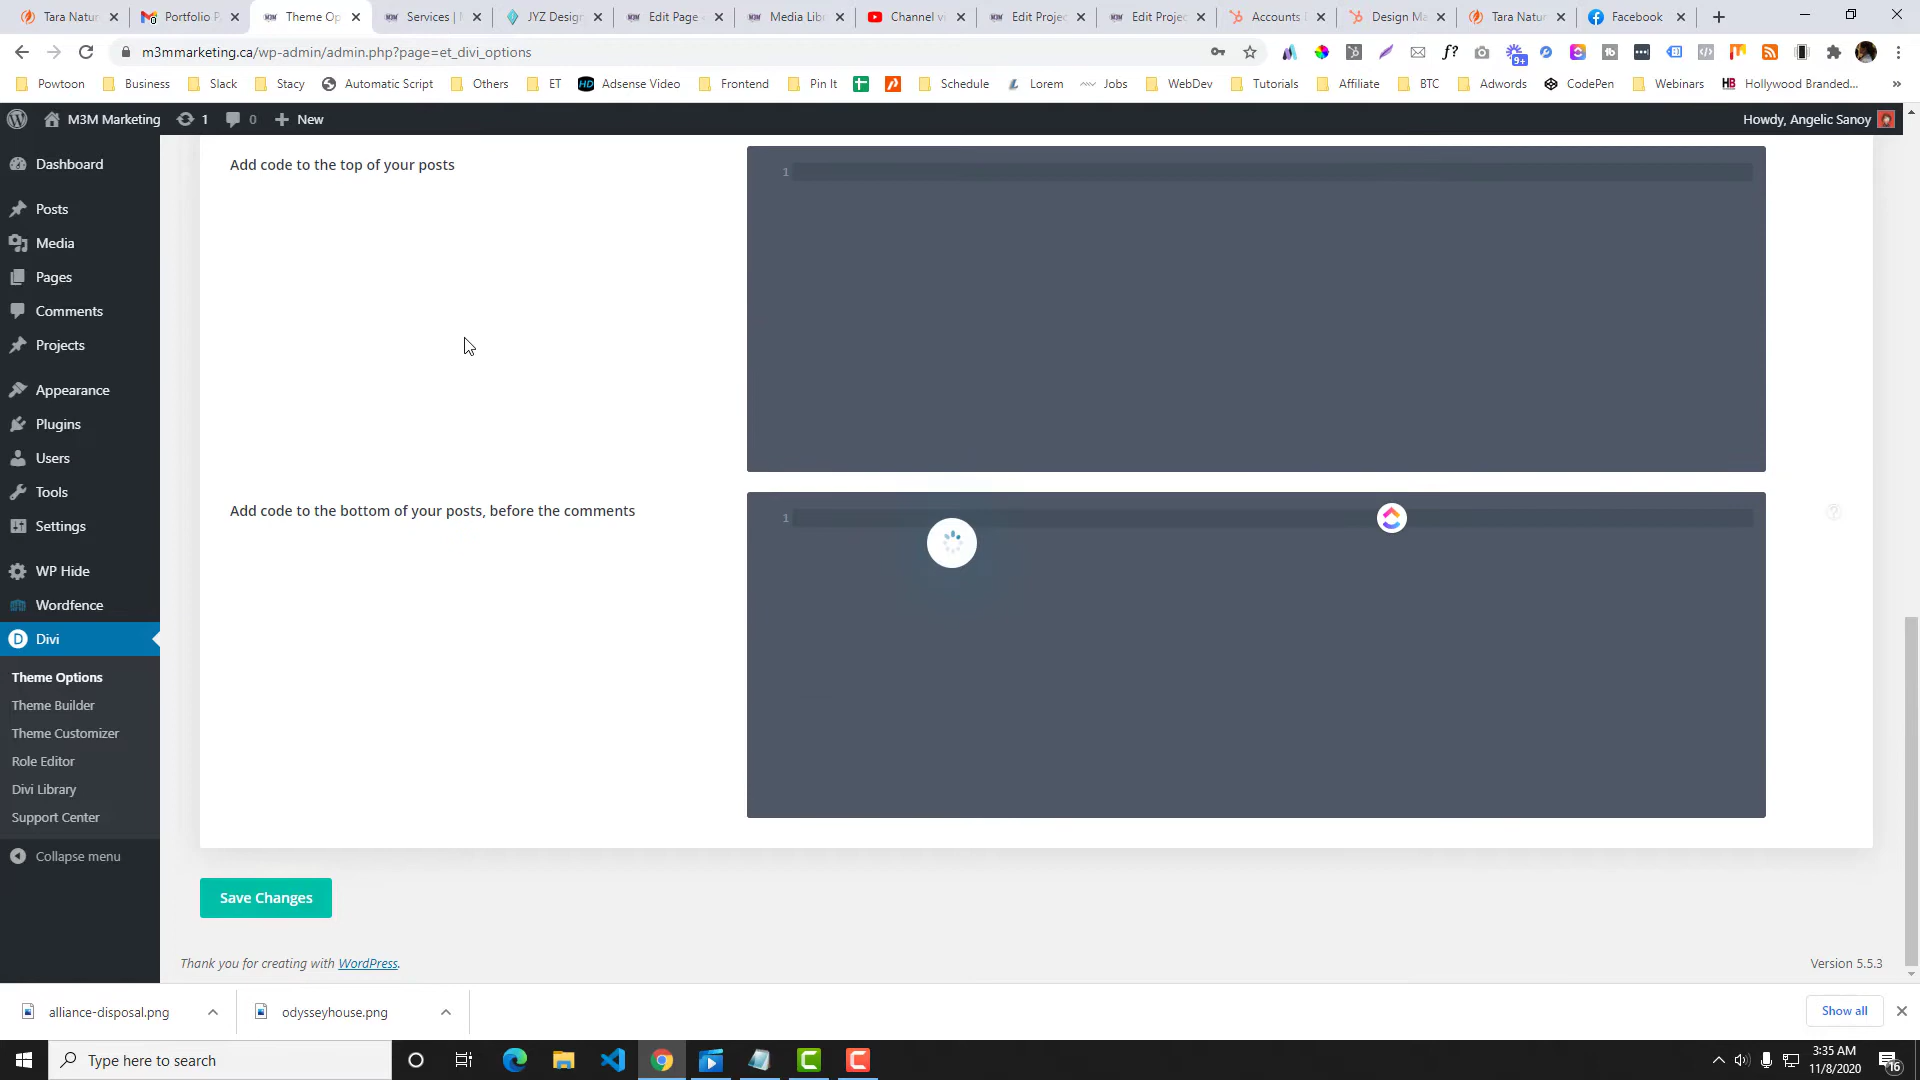 Tara Natur
Portfolio P
Theme Op
Services |
JYZ Design
Edit Page
Media Lib
Channel v
Edit Projec
Edit Projec
Accounts
Design Ma
Tara Natur
Facebook
m3mmarketing.ca/wp-admin/admin.php?page=et_divi_options
9+
Powtoon
Business
Slack
Stacy
Automatic Script
Others
ET
Adsense Video
Frontend
Pin It
Schedule
Lorem
Jobs
WebDev
Tutorials
Affiliate
BTC
Adwords
CodePen
Webinars
HB Hollywood Branded...
M3M Marketing
1
0
New
Howdy, Angelic Sanoy
Dashboard
Posts
Media
Pages
Comments
Projects
Appearance
Plugins
Users
Tools
Settings
WP Hide
Wordfence
Divi
Theme Options
Theme Builder
Theme Customizer
Role Editor
Divi Library
Support Center
Collapse menu
Add code to the top of your posts
1
Add code to the bottom of your posts, before the comments
1
Save Changes
Thank you for creating with WordPress.
Version 5.5.3
alliance-disposal.png
odysseyhouse.png
Show all
Type here to search
3:35 AM
11/8/2020
16